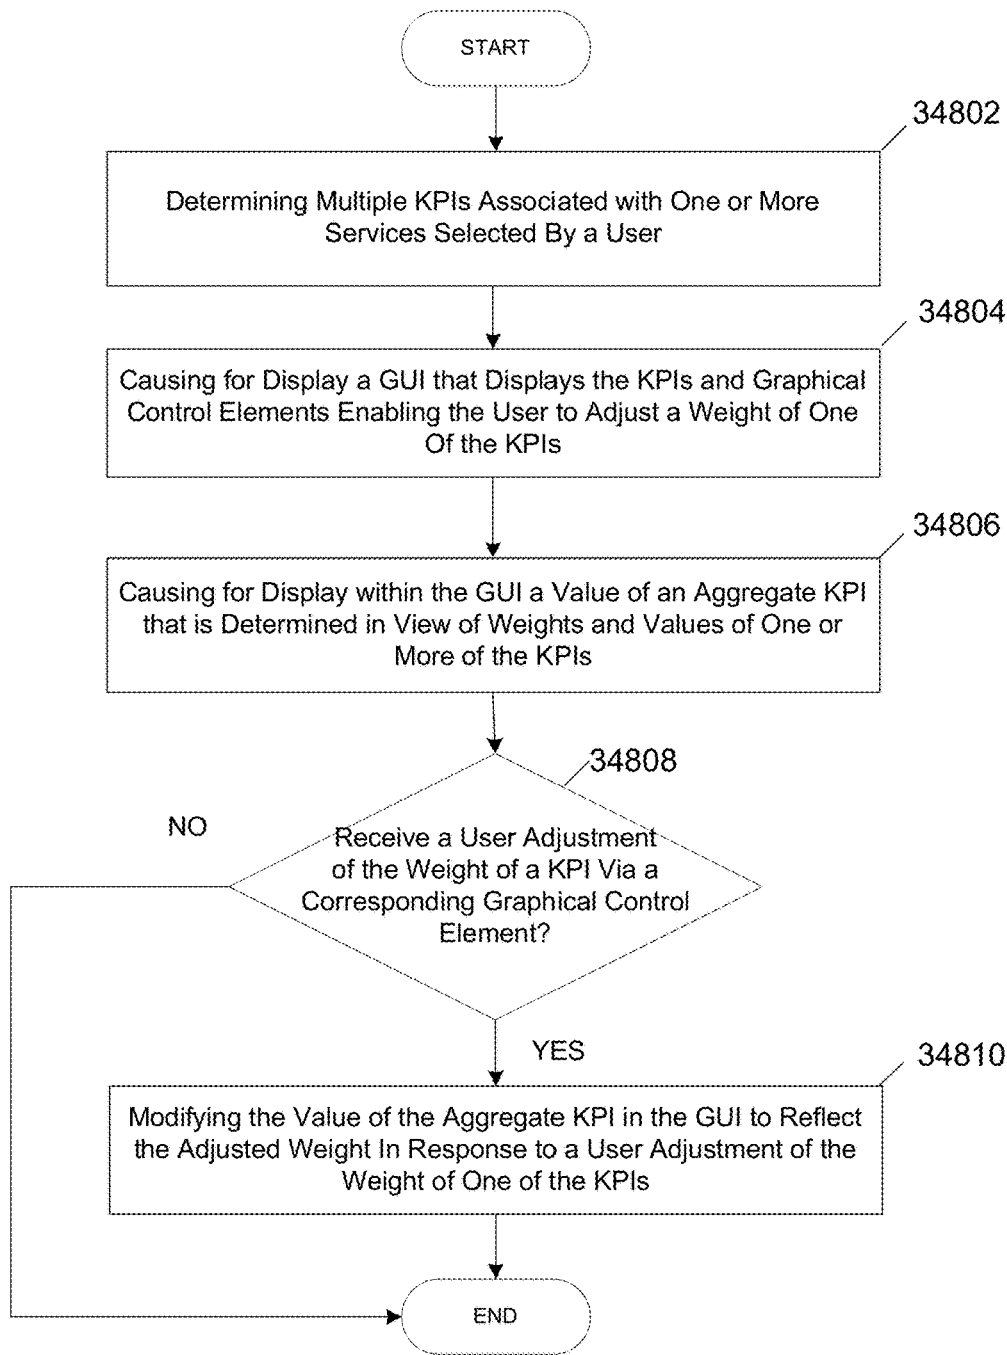 START
34802
Determining Multiple KPIs Associated with One or More
Services Selected By a User
34804
Causing for Display a GUI that Displays the KPIs and Graphical
Control Elements Enabling the User to Adjust a Weight of One
Of the KPIs
34806
Causing for Display within the GUI a Value of an Aggregate KPI
that is Determined in View of Weights and Values of One or
More of the KPIs
34808
NO
Receive a User Adjustment
of the Weight of a KPI Via a
Corresponding Graphical Control
Element?
YES
34810
Modifying the Value of the Aggregate KPI in the GUI to Reflect
the Adjusted Weight In Response to a User Adjustment of the
Weight of One of the KPIs
END